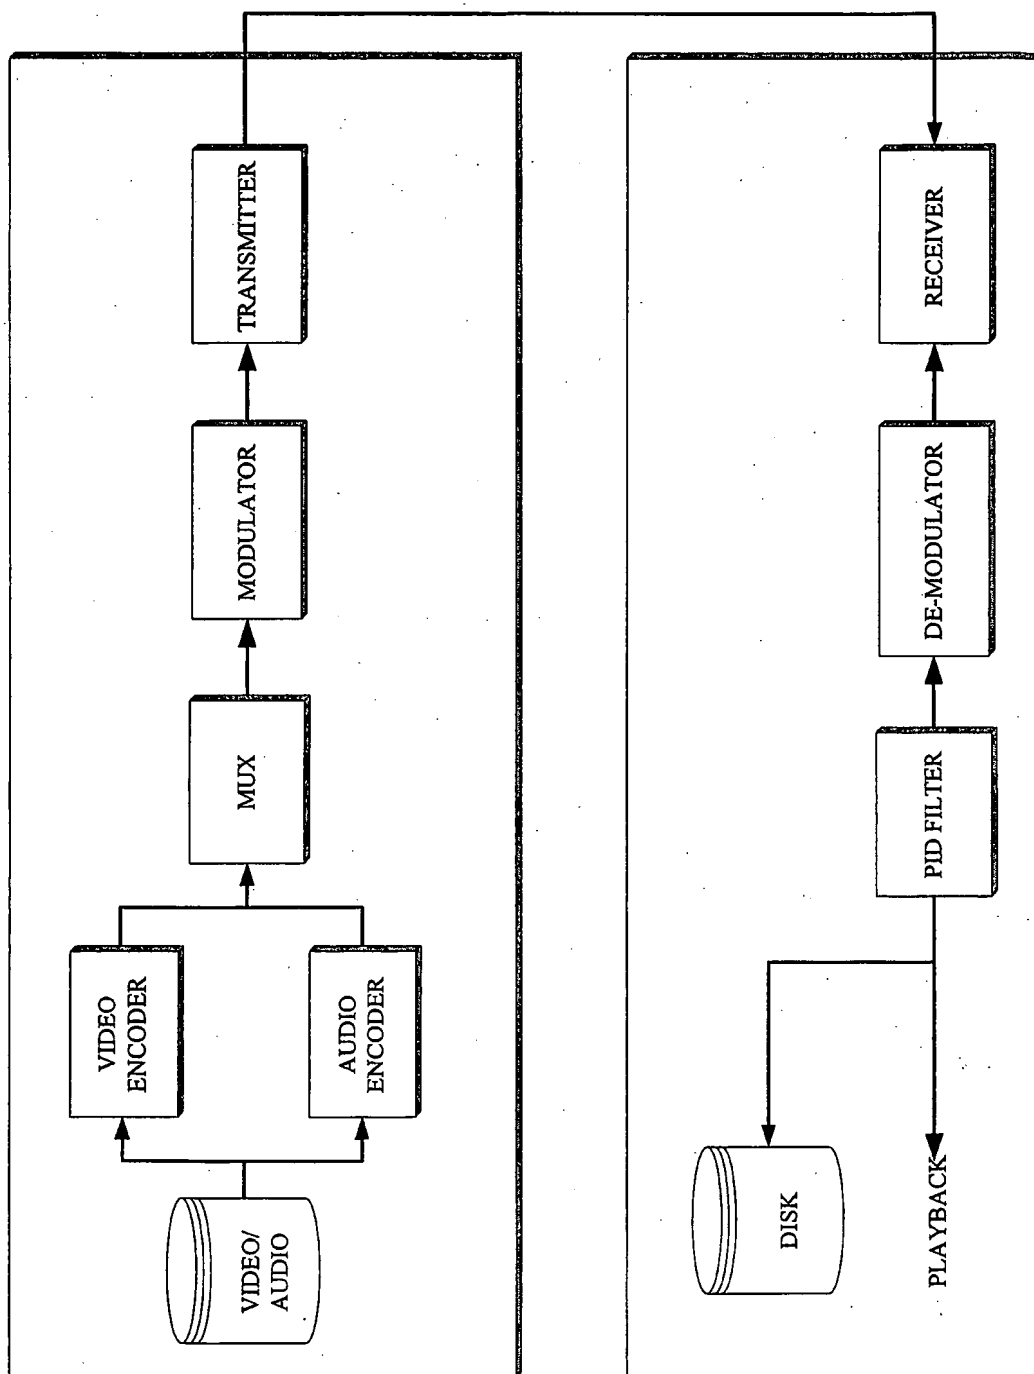 VIDEO/
AUDIO
VIDEO
ENCODER
AUDIO
ENCODER
MUX
MODULATOR
TRANSMITTER
DISK
PLAYBACK
PID FILTER
DE-MODULATOR
RECEIVER